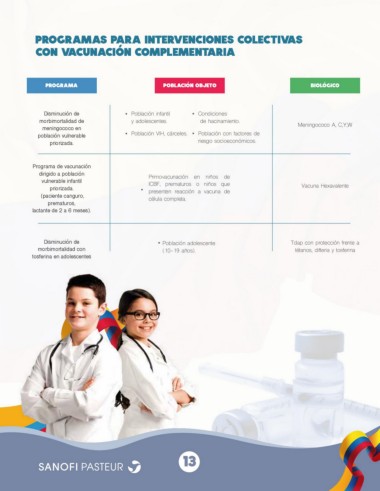 PROGRAMAS PARA INTERVENCIONES COLECTIVAS
CON VACUNACIÓN COMPLEMENTARIA
PROGRAMA
POBLACIÓN OBJETO
BIOLÓGICO
Disminución de
morbimortalidad de
meningococo en
población vulnerable
priorizada.
• Población infantil
y adolescentes
• Población VIH, cárceles.
• Condiciones
de hacinamiento.
• Población con factores de
riesgo socioeconómicos.
Meningococo A, C,Y,W
Programa de vacunación
dirigido a población
vulnerable infantil
priorizada.
(paciente canguro,
prematuros,
lactante de 2 a 6 meses).
• Primovacunación en niños de
ICBF, prematuros o niños que
presenten reacción a vacuna de
célula completa.
Vacuna Hexavalente
Disminución de
morbimortalidad con
tosferina en adolescentes
• Población adolescente
(10- 19 años).
Tdap con protección frente a
tétanos, difteria y tosferina
SANOFI PASTEUR
13